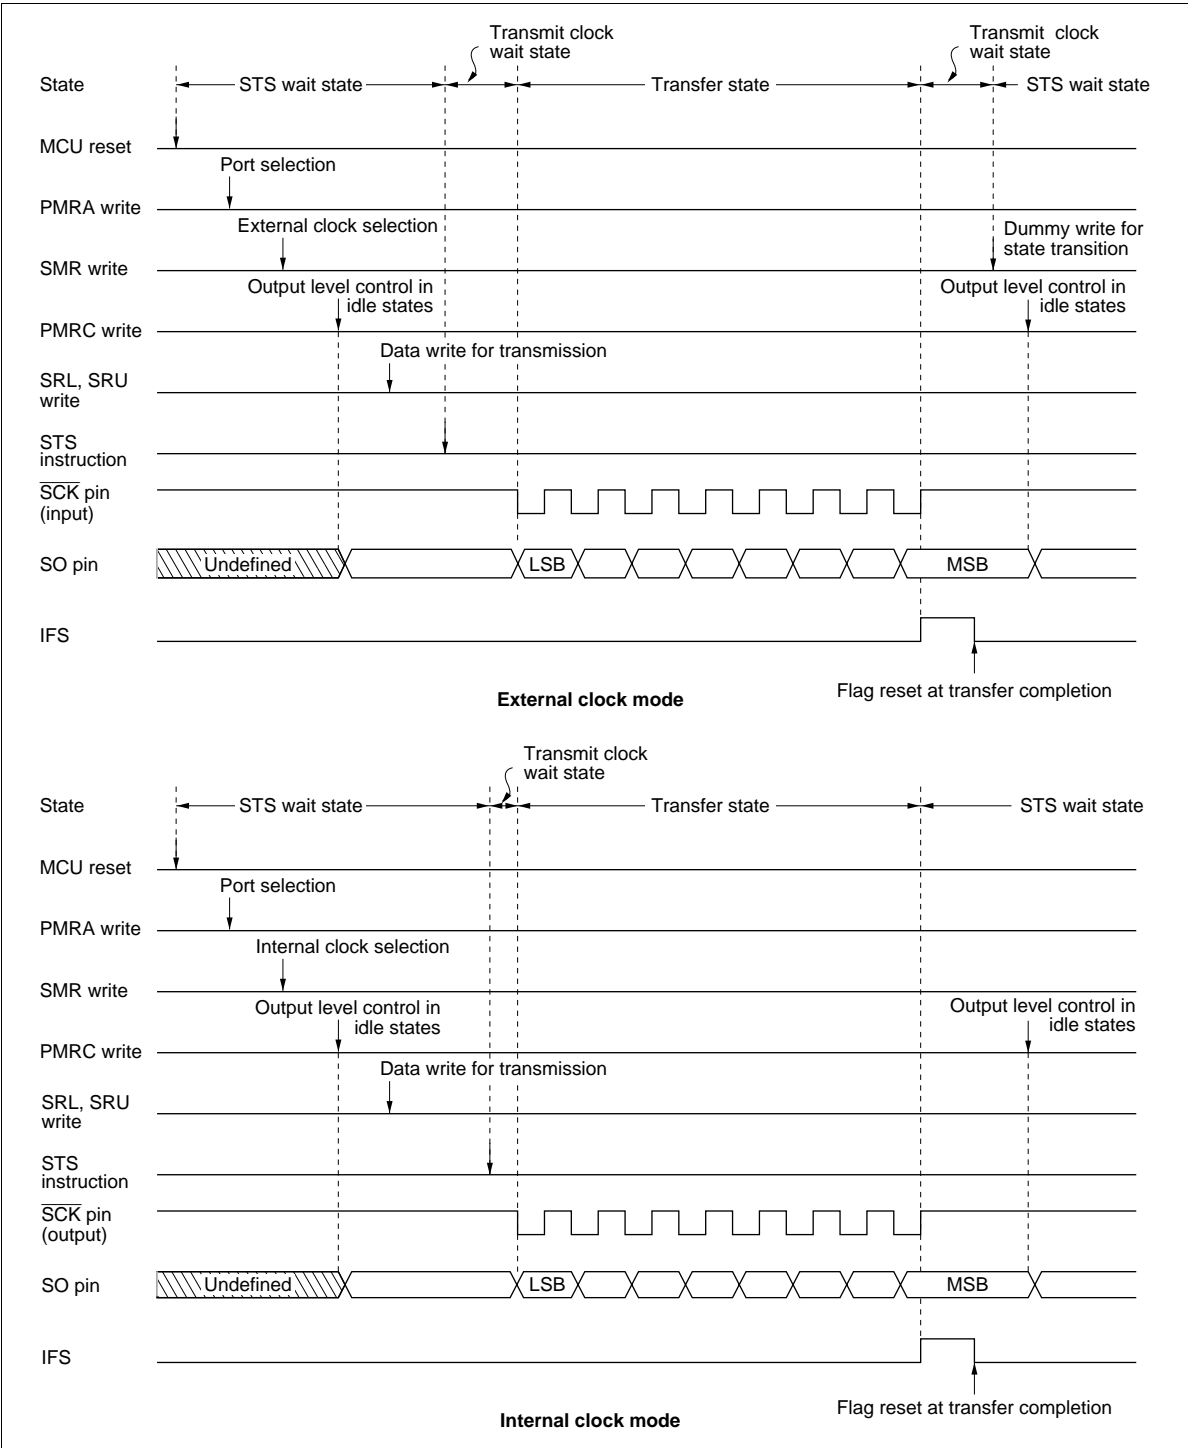 Transmit clock
wait state
Transmit clock
wait state
State
STS wait state
Transfer state
STS wait state
MCU reset
Port selection
PMRA write
External clock selection
Dummy write for
state transition
SMR write
Output level control in
idle states
Output level control in
idle states
PMRC write
Data write for transmission
SRL, SRU
write
STS
instruction
SCK pin
(input)
SO pin
Undefined
LSB
MSB
IFS
Flag reset at transfer completion
External clock mode
Transmit clock
wait state
State
STS wait state
Transfer state
STS wait state
MCU reset
Port selection
PMRA write
Internal clock selection
SMR write
Output level control in
idle states
Output level control in
idle states
PMRC write
Data write for transmission
SRL, SRU
write
STS
instruction
SCK pin
(output)
SO pin
Undefined
LSB
MSB
IFS
Flag reset at transfer completion
Internal clock mode